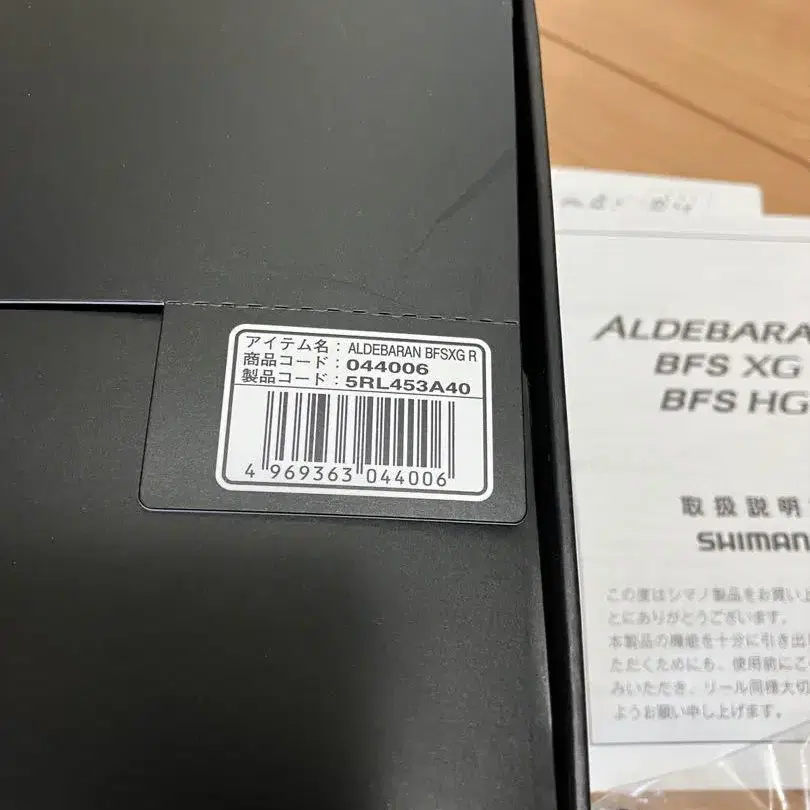 アイテム名： ALDEBARAN BFSXG R
商品コード：044006
製品コード：5RL453A40
4 969363 044006
ALDEBARA
BFS XG
BFS HG
取扱説明
SHIMAN
この度はシマノ製品をお買い上
とにありがとうございます。
本製品の機能を十分に引き出
ただくためにも、使用前にこ
みいただき、リール同様大切
ようお願い申し上げます。